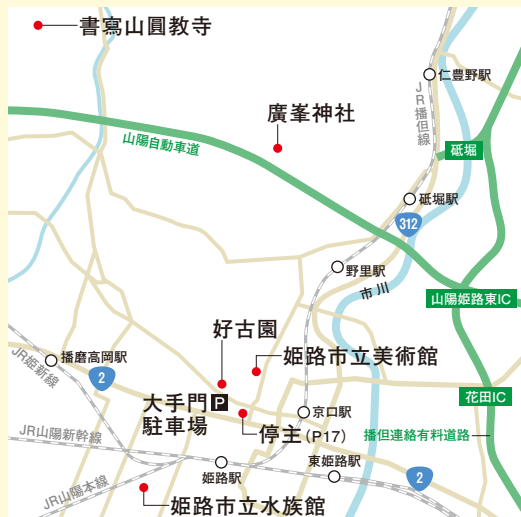 書寫山圓教寺
仁豊野駅
JR播但線
廣峯神社
山陽自動車道
砥堀
砥堀駅
312
野里駅
市川
山陽姫路東IC
好古園
姫路市立美術館
播磨高岡駅
JR姫新線
2
花田IC
大手門P
駐車場
京口駅
停主(P17)
播但連絡有料道路
JR山陽新幹線
姫路駅
東姫路駅
2
JR山陽本線
姫路市立水族館